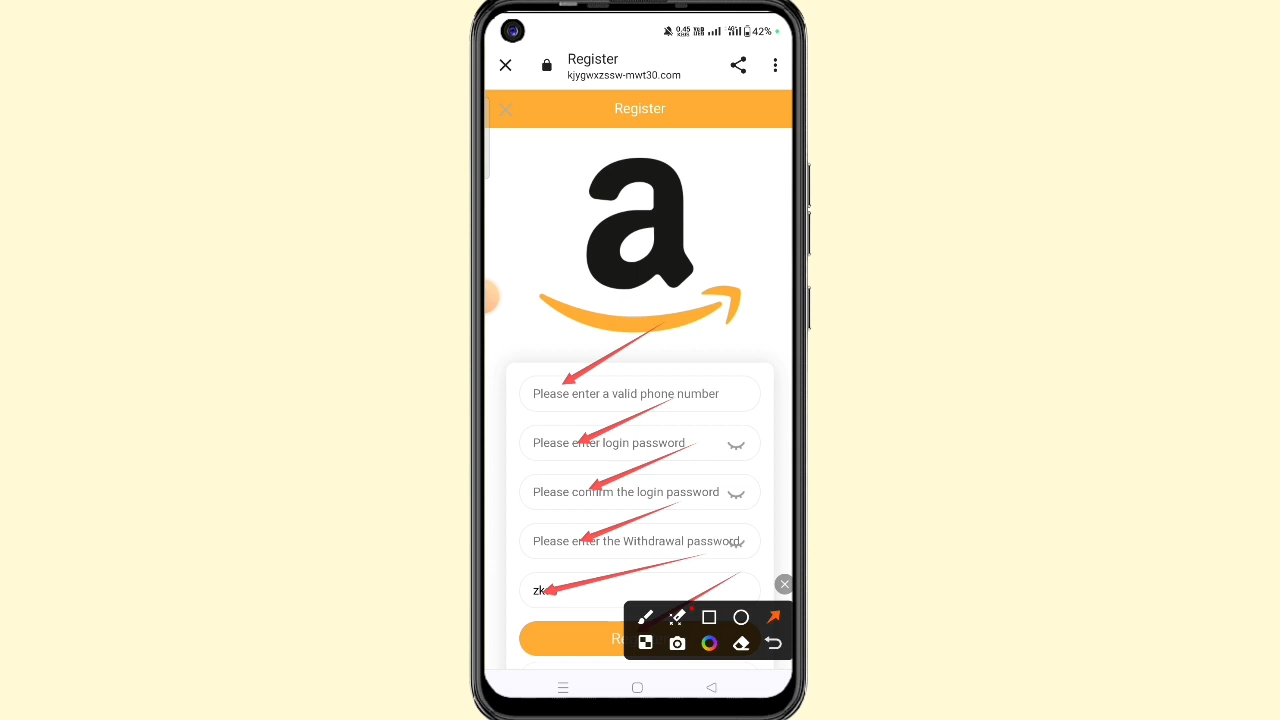 42%
Register
kjygwxzssw-mwt30.com
Register
a
Please enter a valid phone number
Please enter login password
Please confirm the login password
Please enter the Withdrawal password